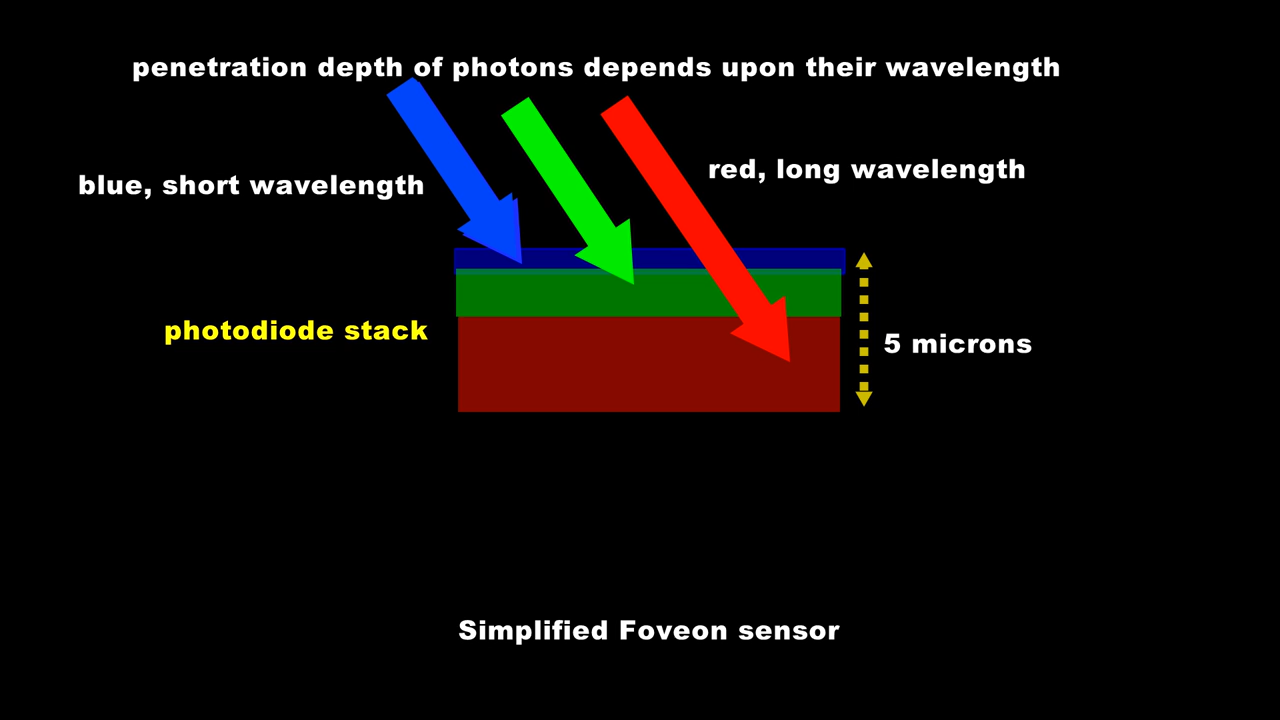 penetration depth of photons depends upon their wavelength
blue, short wavelength
red, long wavelength
photodiode stack
5 microns
Simplified Foveon sensor